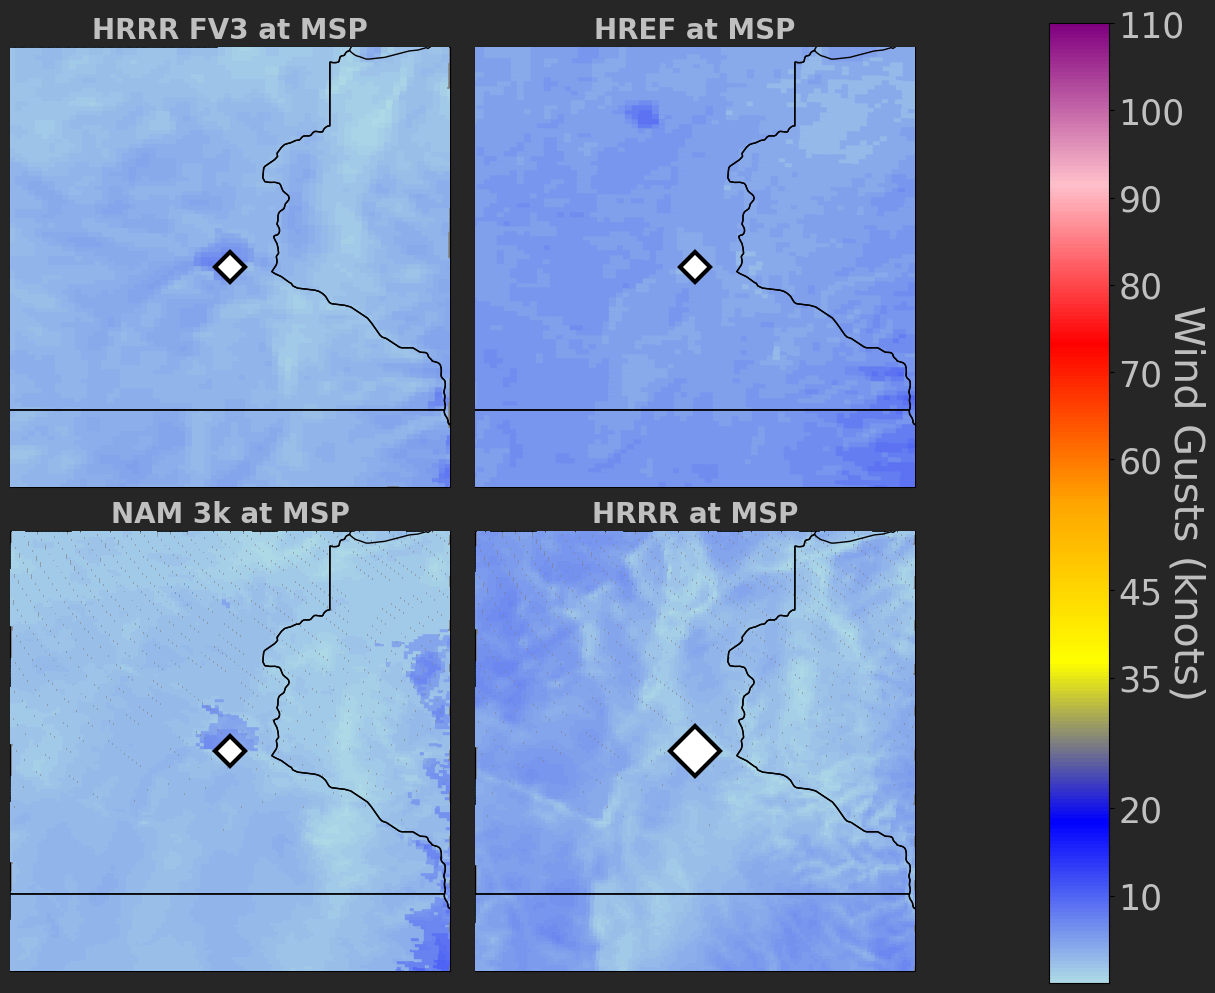 HRRR FV3 at MSP
HREF at MSP
NAM 3k at MSP
HRRR at MSP
110
100
90
80
70
60
45
35
20
10
Wind Gusts (knots)